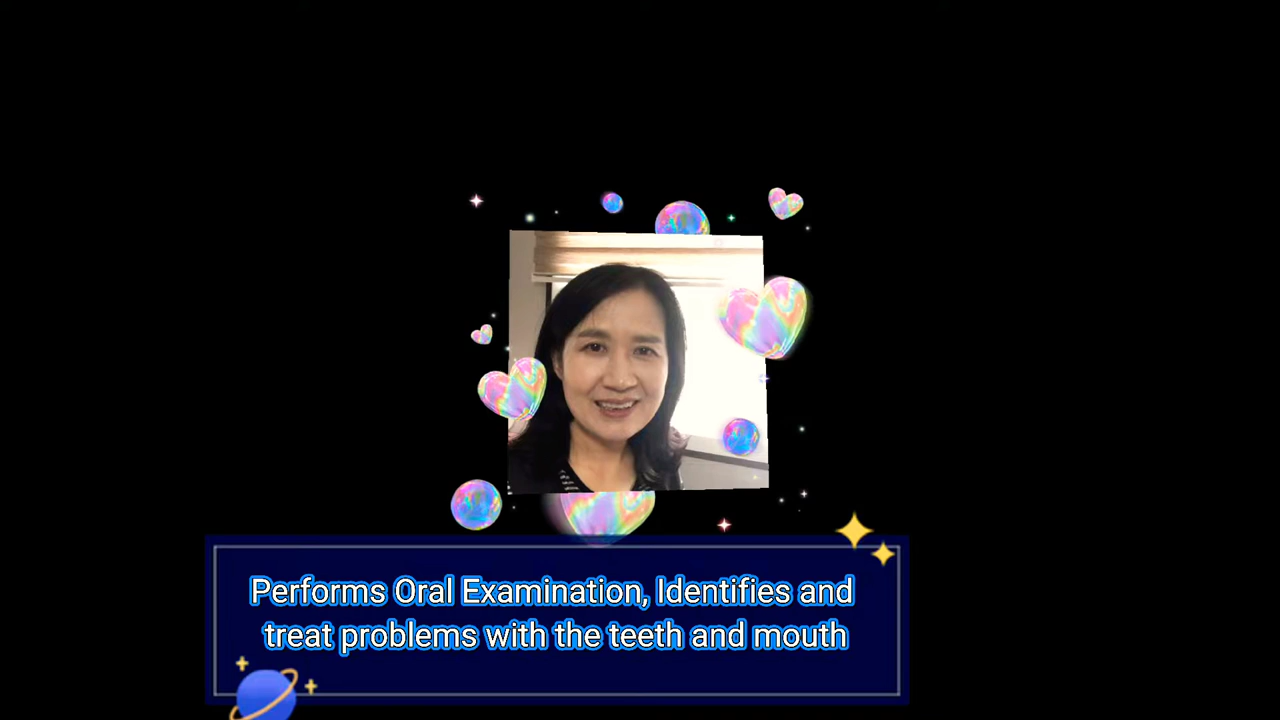 Performs Oral Examination, Identifies and
treat problems with the teeth and mouth